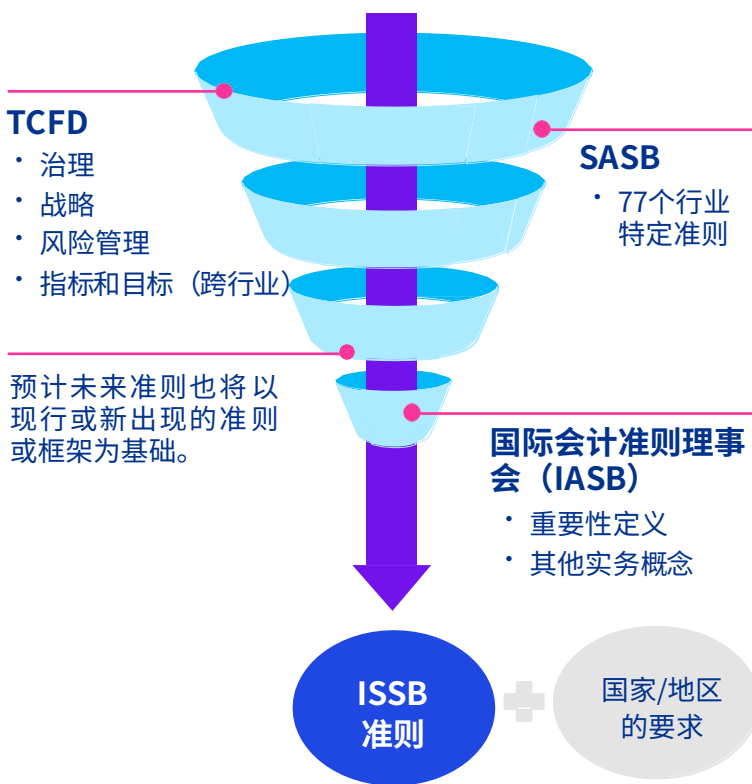 TCFD
· 治理
· 战略
· 风险管理
· 指标和目标（跨行业）
SASB
· 77个行业
特定准则
预计未来准则也将以
现行或新出现的准则
或框架为基础。
国际会计准则理事
会（IASB）
· 重要性定义
· 其他实务概念
ISSB
准则
国家/地区
的要求